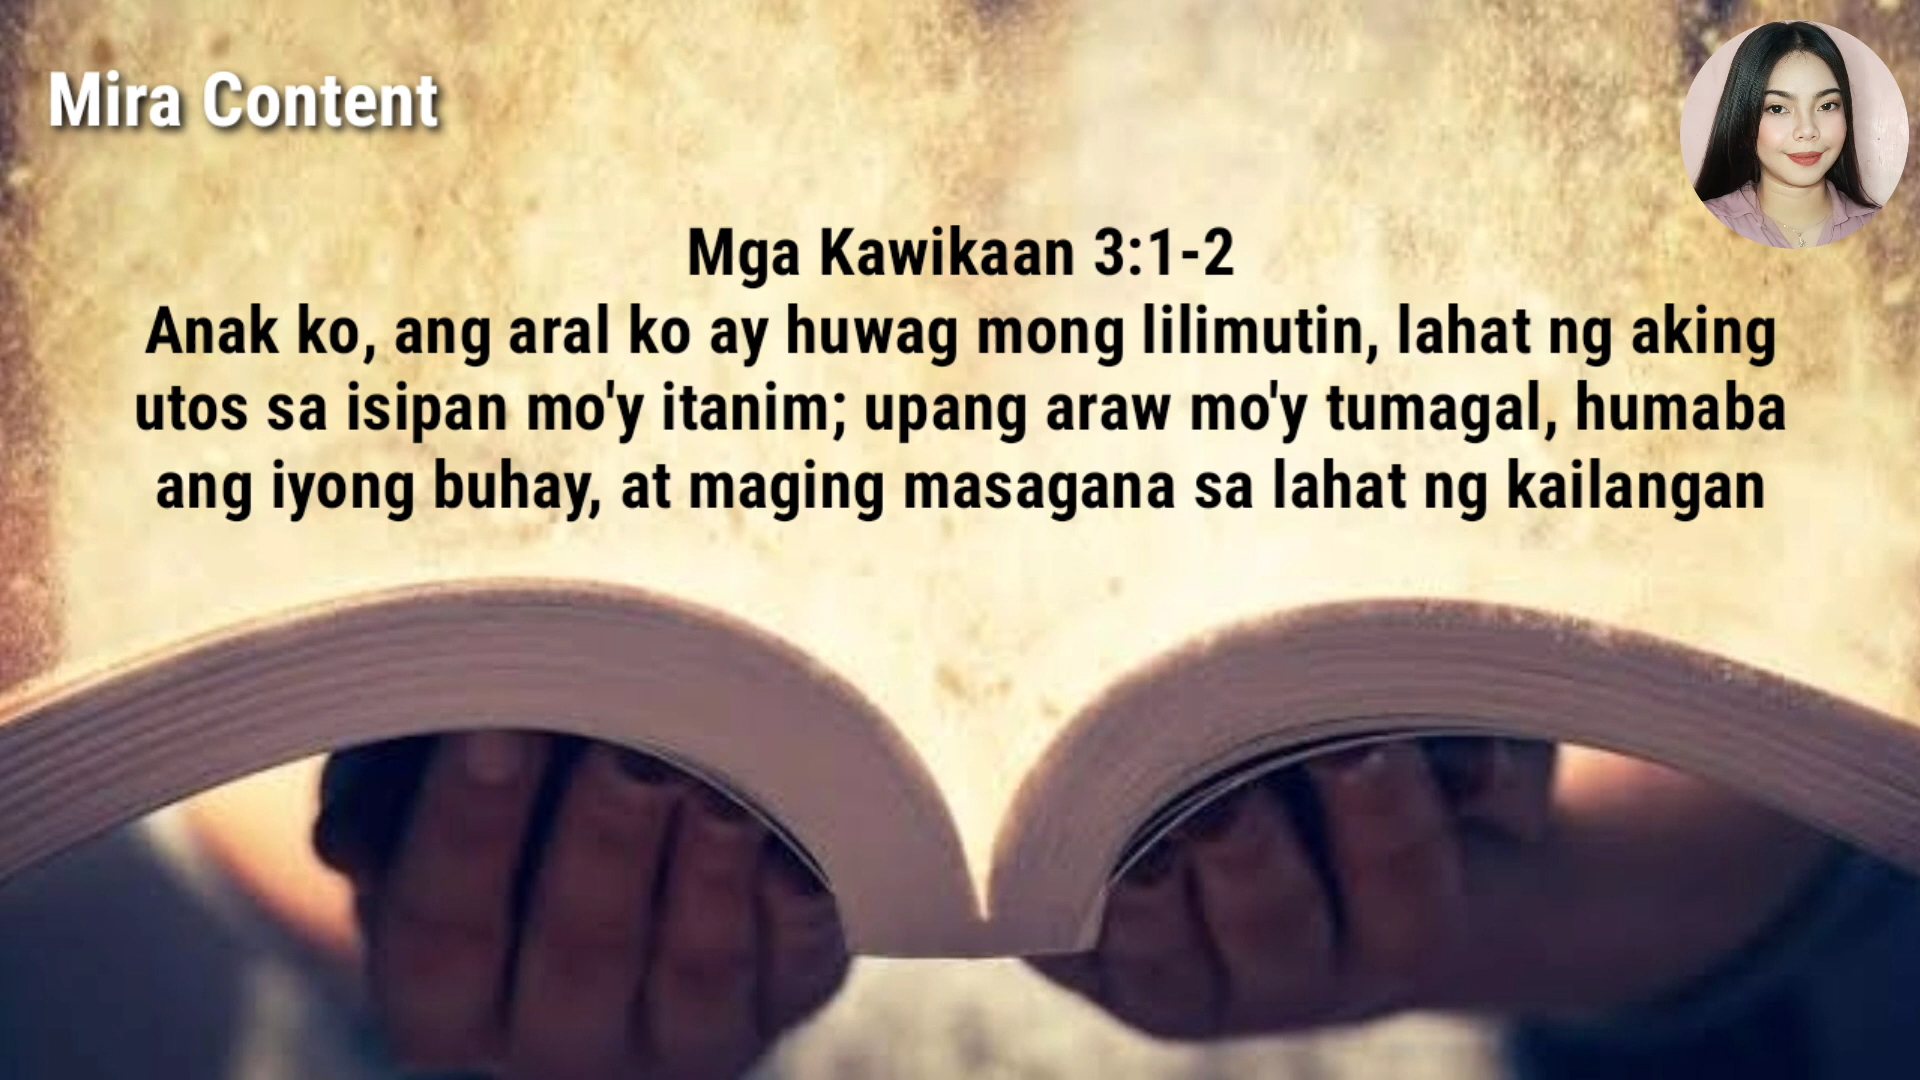 Mira Content
Mga Kawikaan 3:1-2
Anak ko, ang aral ko ay huwag mong lilimutin, lahat ng aking
utos sa isipan mo'y itanim; upang araw mo'y tumagal, humaba
ang iyong buhay, at maging masagana sa lahat ng kailangan